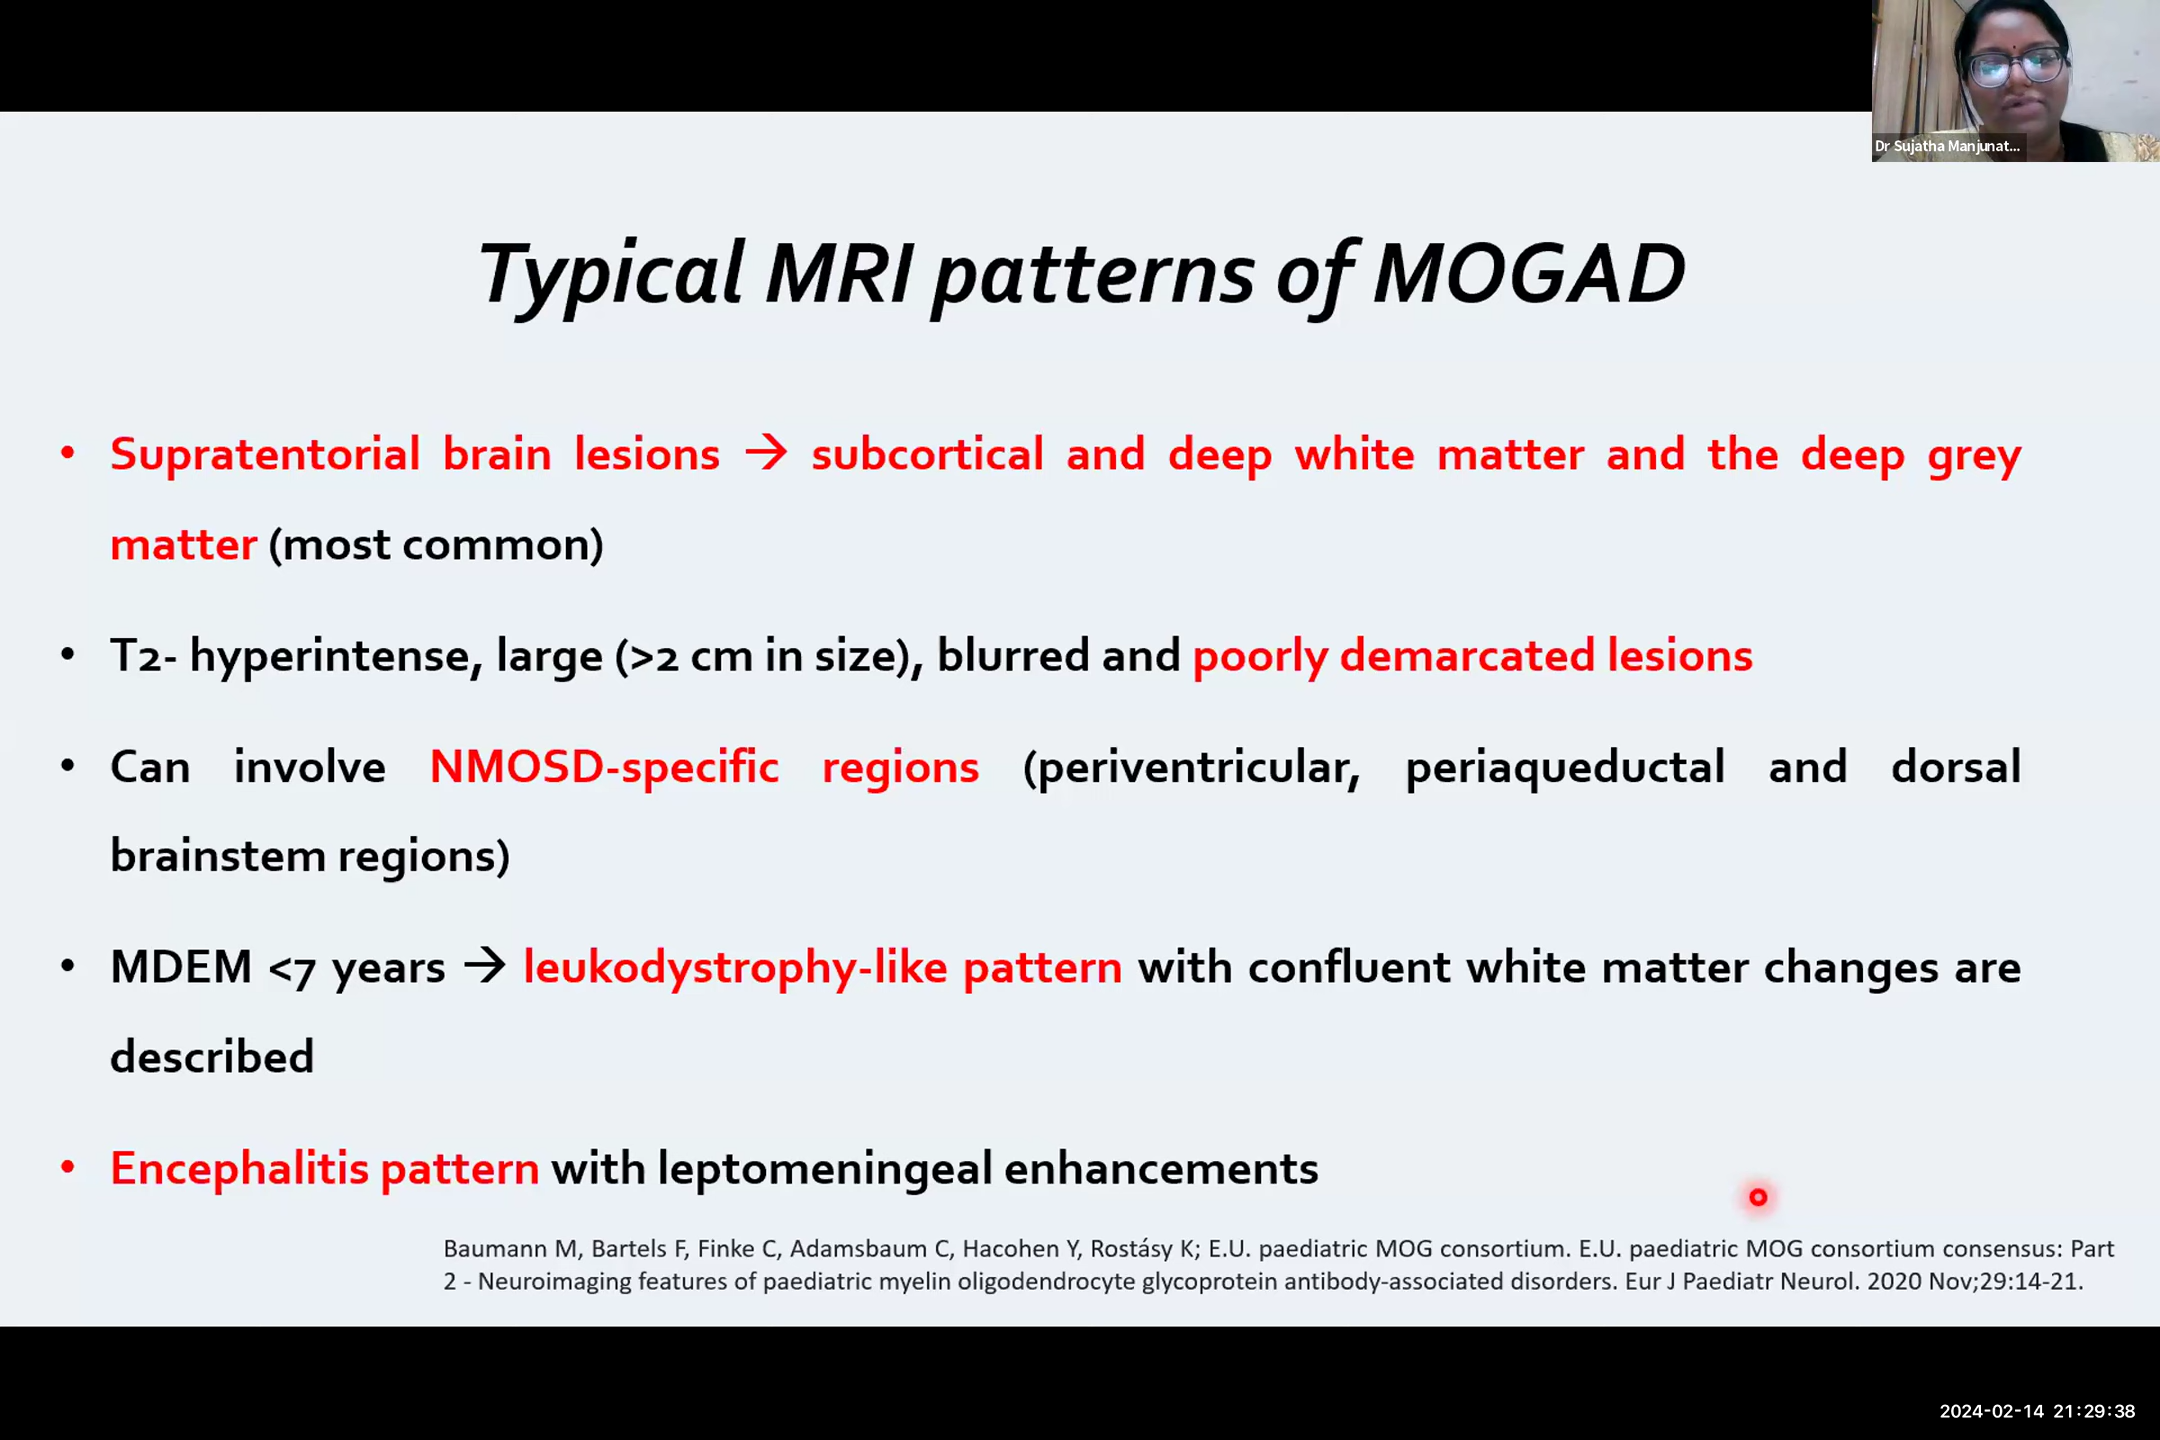 Dr Sujatha Manjunat...
Typical MRI patterns of MOGAD
• Supratentorial brain lesions → subcortical and deep white matter and the deep grey
matter (most common)
• T2- hyperintense, large (>2 cm in size), blurred and poorly demarcated lesions
• Can involve NMOSD-specific regions (periventricular, periaqueductal and dorsal
brainstem regions)
• MDEM <7 years → leukodystrophy-like pattern with confluent white matter changes are
described
• Encephalitis pattern with leptomeningeal enhancements
Baumann M, Bartels F, Finke C, Adamsbaum C, Hacohen Y, Rostásy K; E.U. paediatric MOG consortium. E.U. paediatric MOG consortium consensus: Part
2 - Neuroimaging features of paediatric myelin oligodendrocyte glycoprotein antibody-associated disorders. Eur J Paediatr Neurol. 2020 Nov;29:14-21.
2024-02-14 21:29:38